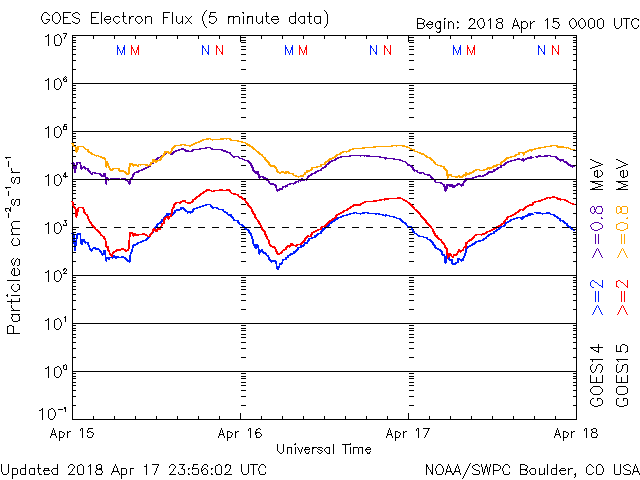 GOES Electron Flux (5 minute data)
Begin: 2018 Apr 15 0000 UTC
10⁷
M M N N M M N N M M N N
10⁶
10⁵
10⁴
10³
10²
10¹
10⁰
10⁻¹
Particles cm⁻²s⁻¹sr⁻¹
Apr 15 Apr 16 Apr 17 Apr 18
Universal Time
GOES14 >=2 >=0.8 MeV
GOES15 >=2 >=0.8 MeV
Updated 2018 Apr 17 23:56:02 UTC
NOAA/SWPC Boulder, CO USA